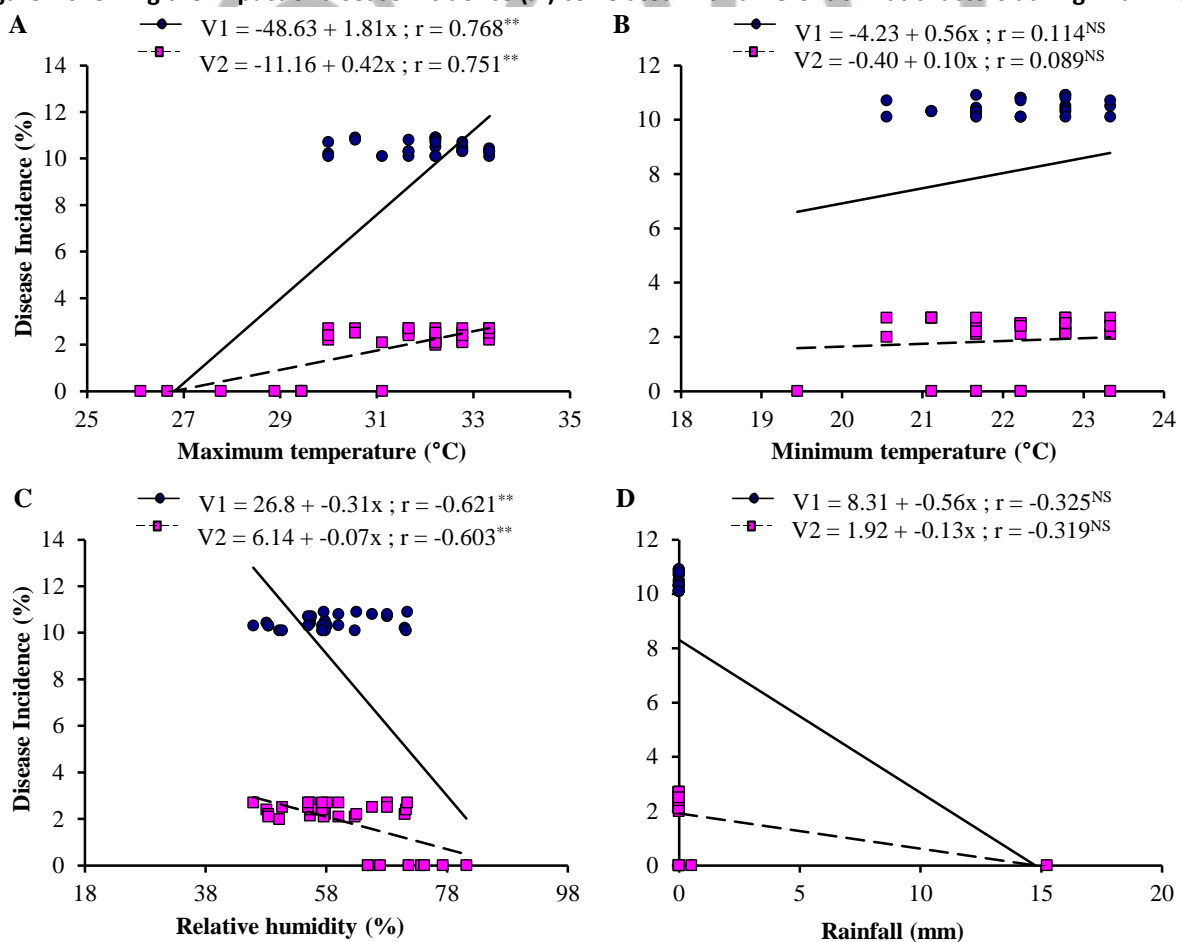 A
V1 = -48.63 + 1.81x ; r = 0.768**
V2 = -11.16 + 0.42x ; r = 0.751**
14
12
10
8
6
4
2
0
25 27 29 31 33 35
Disease Incidence (%)
Maximum temperature (°C)
B
V1 = -4.23 + 0.56x ; r = 0.114NS
V2 = -0.40 + 0.10x ; r = 0.089NS
12
10
8
6
4
2
0
18 19 20 21 22 23 24
Minimum temperature (°C)
C
V1 = 26.8 + -0.31x ; r = -0.621**
V2 = 6.14 + -0.07x ; r = -0.603**
14
12
10
8
6
4
2
0
18 38 58 78 98
Disease Incidence (%)
Relative humidity (%)
D
V1 = 8.31 + -0.56x ; r = -0.325NS
V2 = 1.92 + -0.13x ; r = -0.319NS
12
10
8
6
4
2
0
0 5 10 15 20
Rainfall (mm)